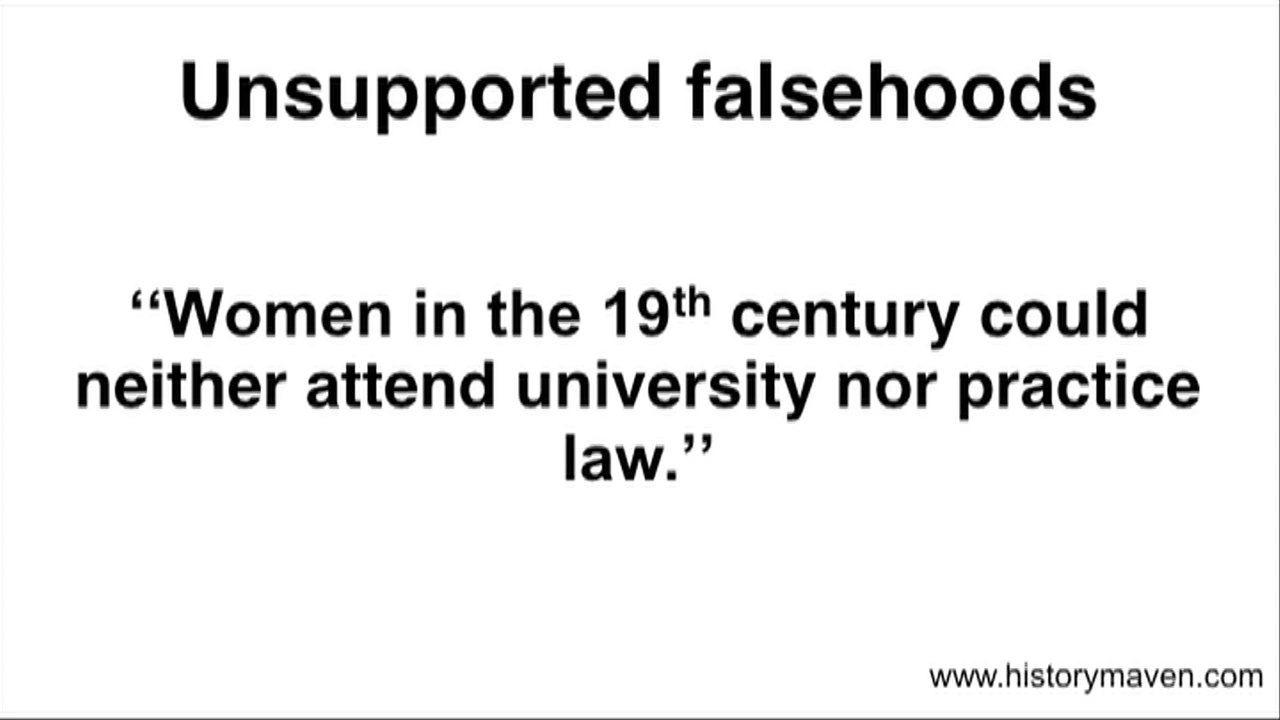 Unsupported falsehoods
‘‘Women in the 19th century could
neither attend university nor practice
law.’’
www.historymaven.com